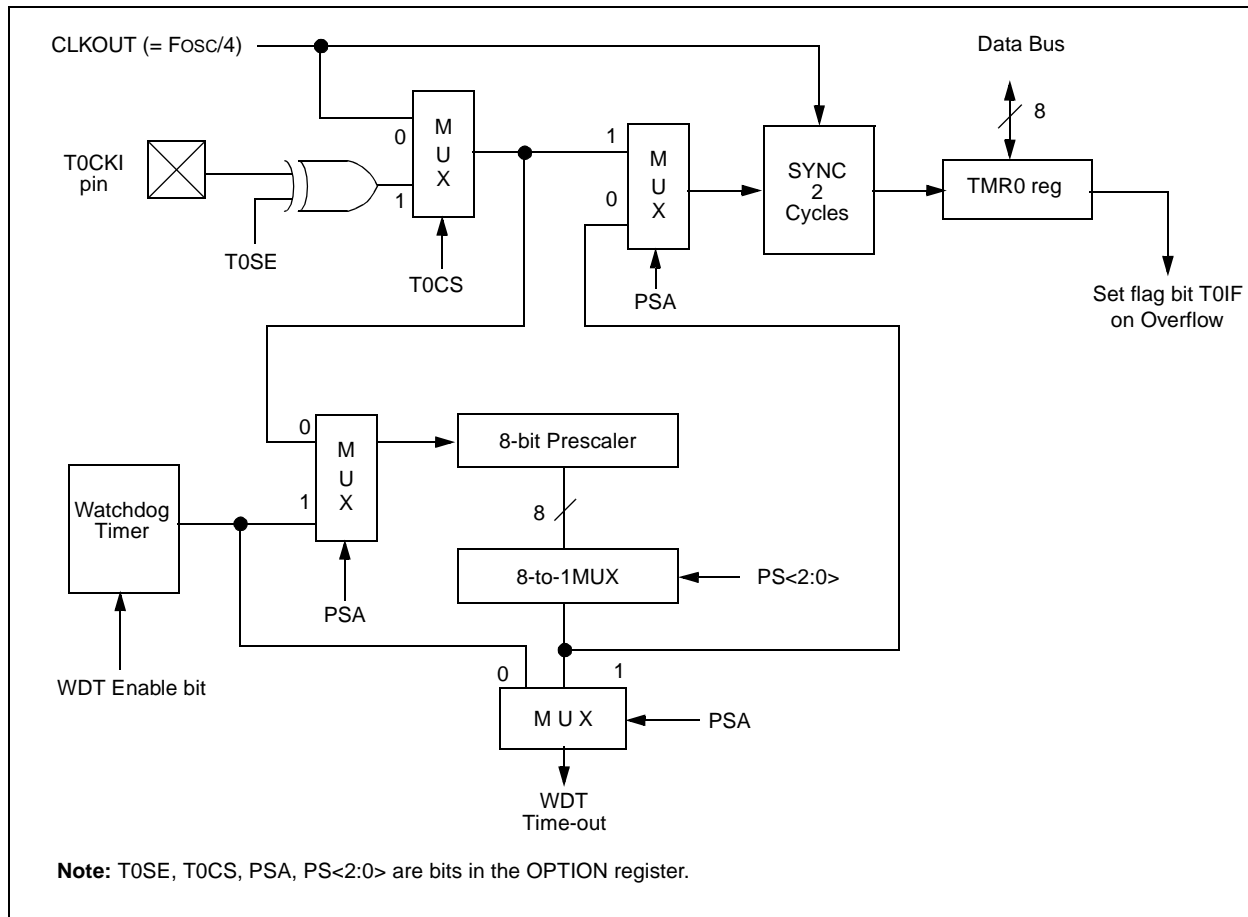 CLKOUT (= FOSC/4)
Data Bus
8
T0CKI
pin
T0SE
0
1
M
U
X
T0CS
1
0
M
U
X
PSA
SYNC
2
Cycles
TMR0 reg
Set flag bit T0IF
on Overflow
0
1
M
U
X
PSA
8-bit Prescaler
8
8-to-1MUX
PS<2:0>
Watchdog
Timer
WDT Enable bit
0
1
M U X
PSA
WDT
Time-out
Note: T0SE, T0CS, PSA, PS<2:0> are bits in the OPTION register.